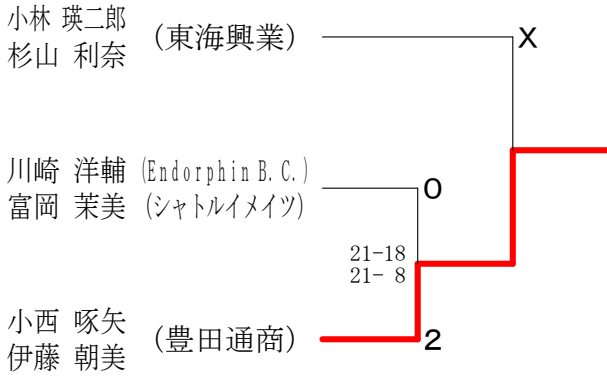 小林 瑛二郎
杉山 利奈
(東海興業)
X
川崎 洋輔 (Endorphin B.C.)
富岡 茉美 (シャトルイメイツ)
0
21-18
21- 8
小西 啄矢
伊藤 朝美
(豊田通商)
2